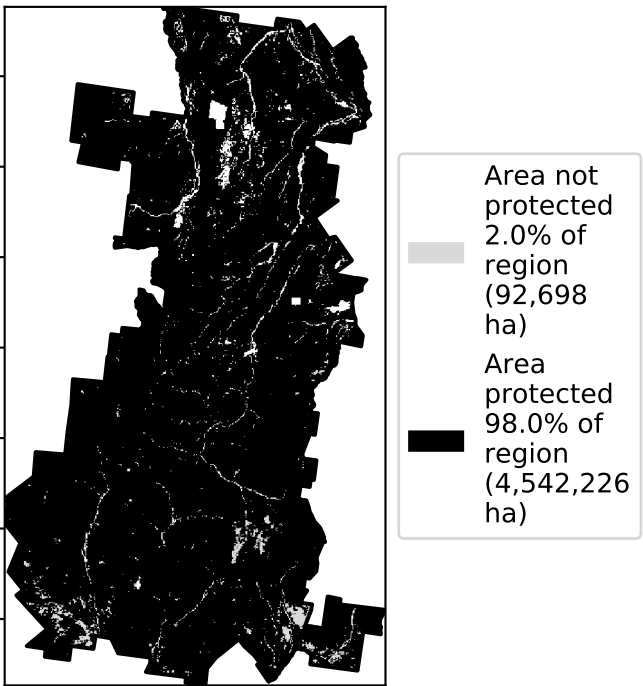 Area not
protected
2.0% of
region
(92,698
ha)
Area
protected
98.0% of
region
(4,542,226
ha)